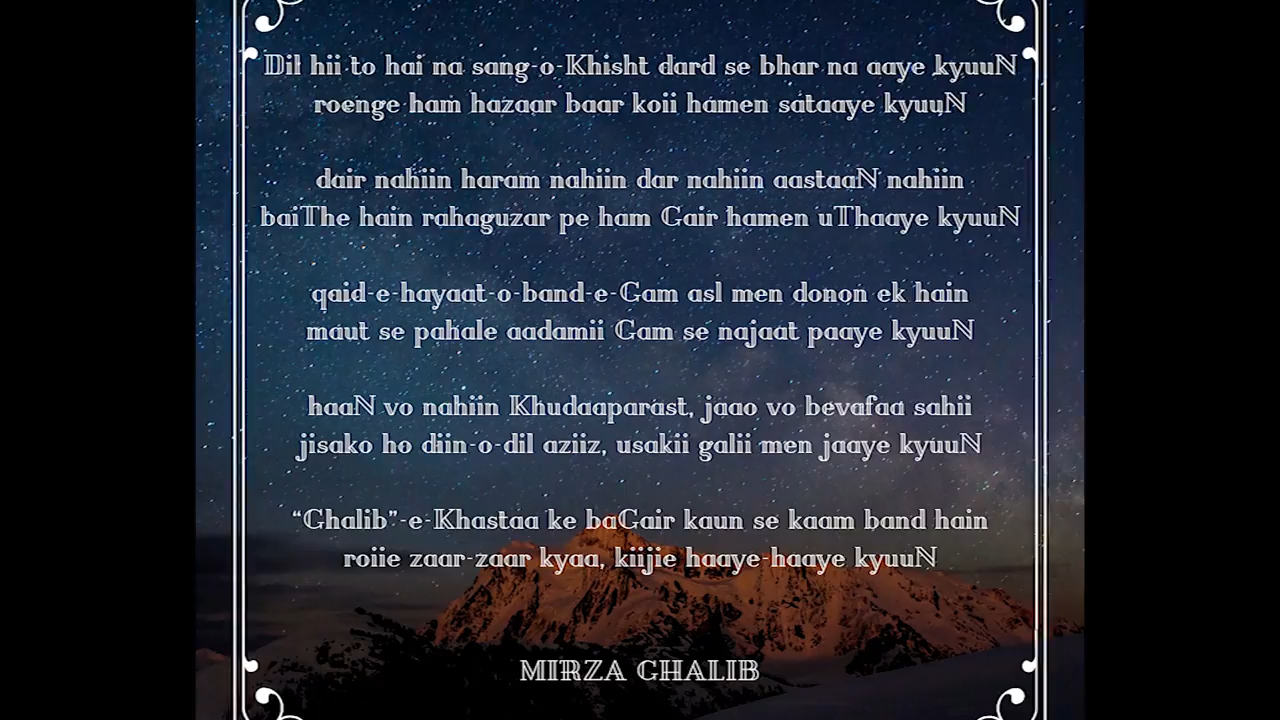 Dil hii to hai na sang-o-Khisht dard se bhar na aaye kyuuN
roenge ham hazaar baar koii hamen sataaye kyuuN
dair nahiin haram nahiin dar nahiin aastaaN nahiin
baiThe hain rahaguzar pe ham Gair hamen uThaaye kyuuN
qaid-e-hayaat-o-band-e-Gam asl men donon ek hain
maut se pahale aadamii Gam se najaat paaye kyuuN
haaN vo nahiin Khudaaparast, jaao vo bevafaa sahii
jisako ho diin-o-dil aziiz, usakii galii men jaaye kyuuN
“Ghalib”-e-Khastaa ke baGair kaun se kaam band hain
roiie zaar-zaar kyaa, kiijie haaye-haaye kyuuN
MIRZA GHALIB